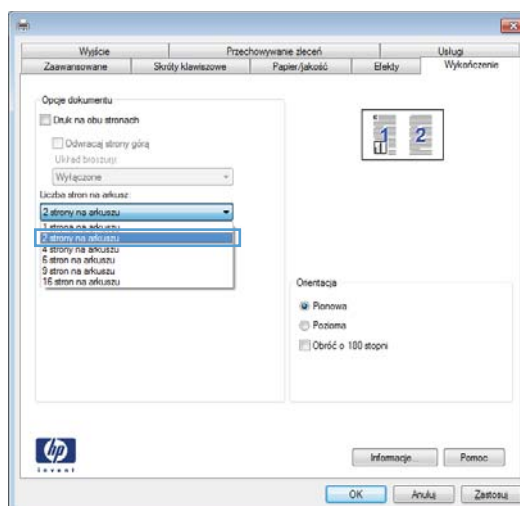 Wyjście Przechowywanie zleceń Usługi
Zaawansowane Skróty klawiszowe Papier/jakość Efekty Wykończenie
Opcje dokumentu
Druk na obu stronach
Odwracaj strony górą
Układ broszury:
Wyłączone
Liczba stron na arkusz:
2 strony na arkuszu
1 strona na arkuszu
2 strony na arkuszu
4 strony na arkuszu
6 stron na arkuszu
9 stron na arkuszu
16 stron na arkuszu
1 2
Orientacja
Pionowa
Pozioma
Obróć o 180 stopni
hp
invent
Informacje... Pomoc
OK Anuluj Zastosuj